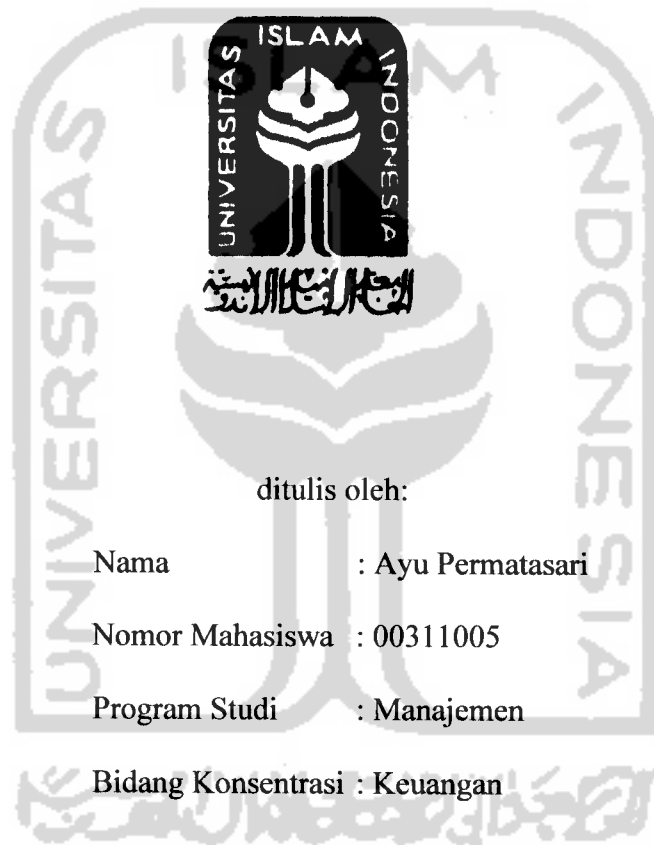 ISLAM
UNIVERSITAS
INDONESIA
ditulis oleh:
Nama : Ayu Permatasari
Nomor Mahasiswa : 00311005
Program Studi : Manajemen
Bidang Konsentrasi : Keuangan